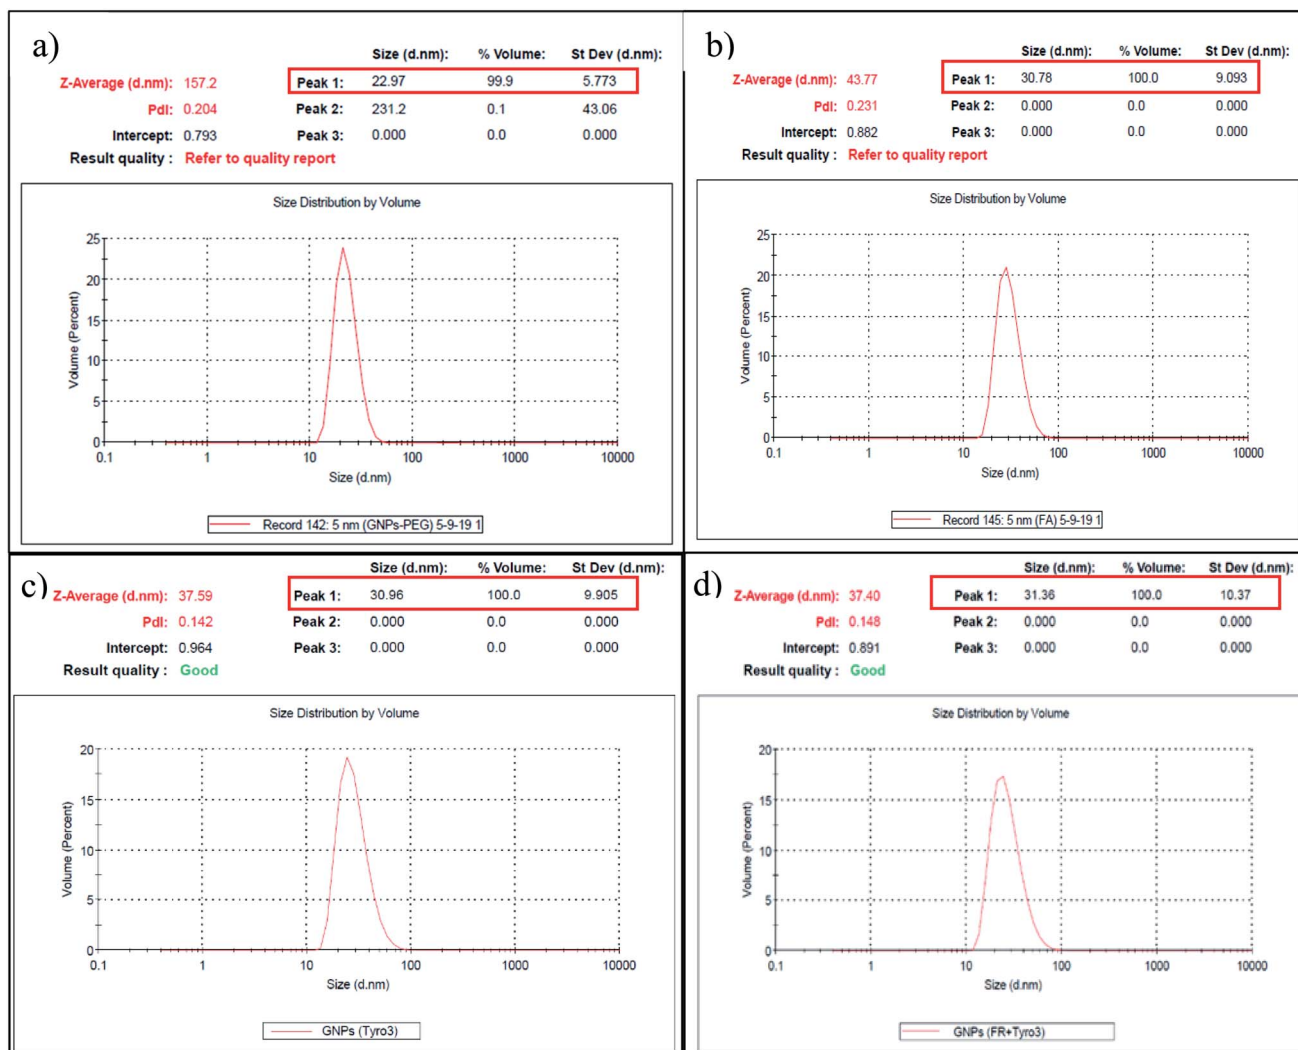 a)
Size (d.nm): % Volume: St Dev (d.nm):
Z-Average (d.nm): 157.2 Peak 1: 22.97 99.9 5.773
PdI: 0.204 Peak 2: 231.2 0.1 43.06
Intercept: 0.793 Peak 3: 0.000 0.0 0.000
Result quality : Refer to quality report
Size Distribution by Volume
25
20
15
10
5
0
Volume (Percent)
0.1 1 10 100 1000 10000
Size (d.nm)
Record 142: 5 nm (GNPs-PEG) 5-9-19 1
b)
Size (d.nm): % Volume: St Dev (d.nm):
Z-Average (d.nm): 43.77 Peak 1: 30.78 100.0 9.093
PdI: 0.231 Peak 2: 0.000 0.0 0.000
Intercept: 0.882 Peak 3: 0.000 0.0 0.000
Result quality : Refer to quality report
Size Distribution by Volume
25
20
15
10
5
0
Volume (Percent)
0.1 1 10 100 1000 10000
Size (d.nm)
Record 145: 5 nm (FA) 5-9-19 1
c)
Size (d.nm): % Volume: St Dev (d.nm):
Z-Average (d.nm): 37.59 Peak 1: 30.96 100.0 9.905
PdI: 0.142 Peak 2: 0.000 0.0 0.000
Intercept: 0.964 Peak 3: 0.000 0.0 0.000
Result quality : Good
Size Distribution by Volume
20
15
10
5
0
Volume (Percent)
0.1 1 10 100 1000 10000
Size (d.nm)
GNPs (Tyro3)
d)
Size (d.nm): % Volume: St Dev (d.nm):
Z-Average (d.nm): 37.40 Peak 1: 31.36 100.0 10.37
PdI: 0.148 Peak 2: 0.000 0.0 0.000
Intercept: 0.891 Peak 3: 0.000 0.0 0.000
Result quality : Good
Size Distribution by Volume
20
15
10
5
0
Volume (Percent)
0.1 1 10 100 1000 10000
Size (d.nm)
GNPs (FR+Tyro3)